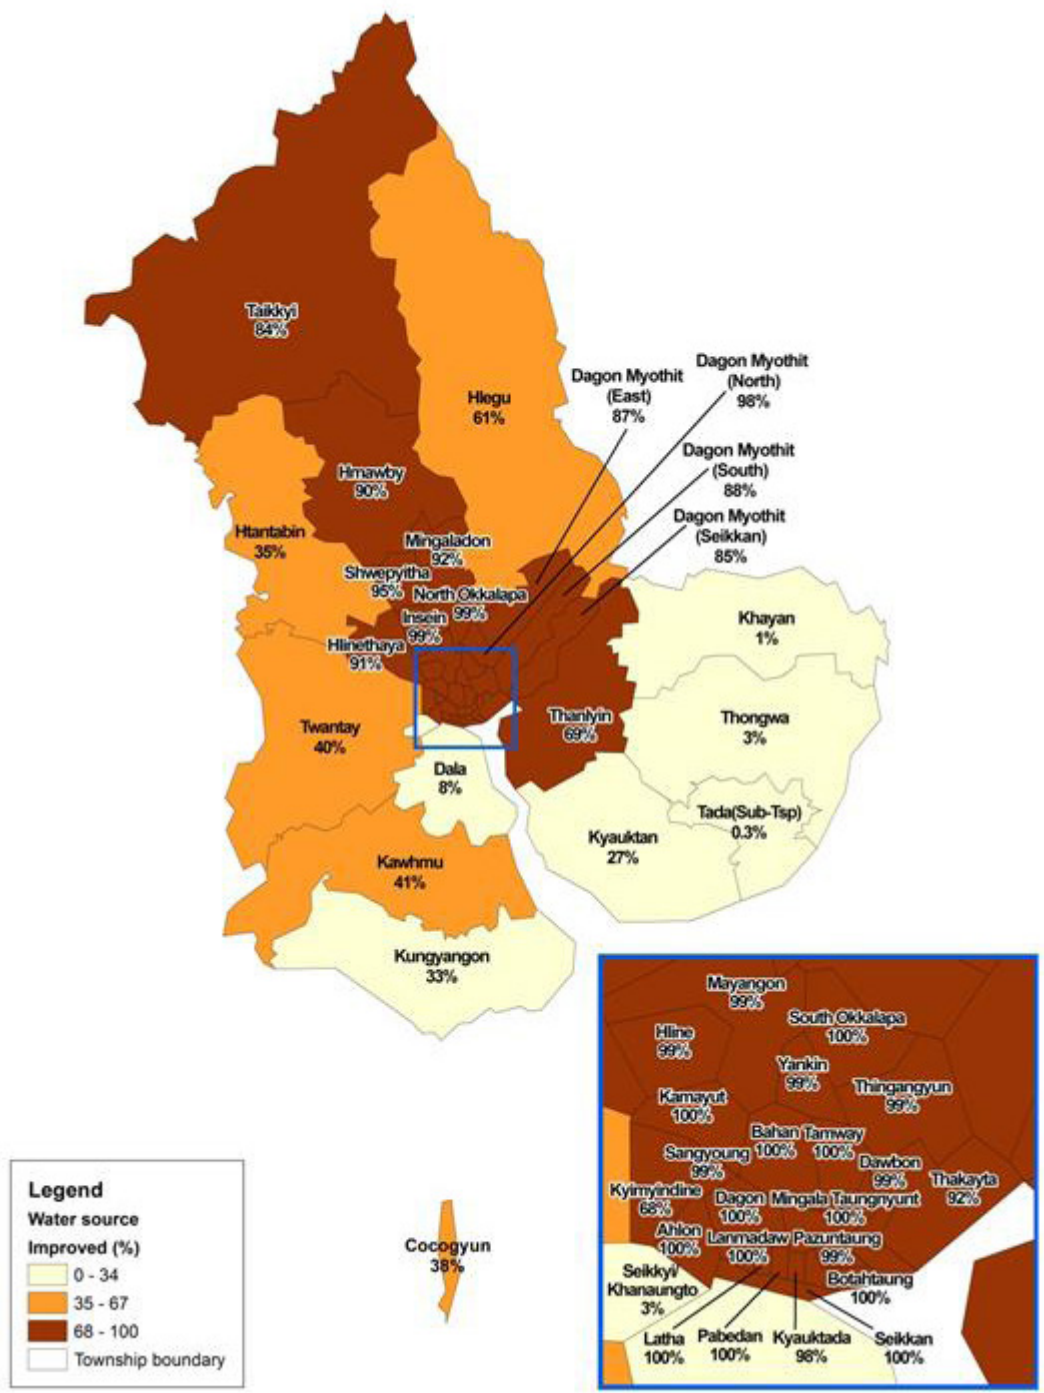 Taikkyi
84%
Hlegu
61%
Dagon Myothit
(East)
87%
Dagon Myothit
(North)
98%
Dagon Myothit
(South)
88%
Dagon Myothit
(Seikkan)
85%
Hmawby
90%
Htantabin
35%
Mingaladon
92%
Shwepyitha
95%
North Okkalapa
99%
Insein
99%
Hlinethaya
91%
Khayan
1%
Thongwa
3%
Thanlyin
69%
Twantay
40%
Dala
8%
Tada(Sub-Tsp)
0.3%
Kyauktan
27%
Kawhmu
41%
Kungyangon
33%
Cocogyun
38%
Mayangon
99%
South Okkalapa
100%
Hline
99%
Yankin
99%
Thingangyun
99%
Kamayut
100%
Bahan
100%
Tamway
100%
Sangyoung
99%
Dawbon
99%
Thakayta
92%
Kyimyindine
68%
Dagon
100%
Mingala Taungnyunt
100%
Ahlon
100%
Lanmadaw
100%
Pazuntaung
99%
Seikkyi/
Khanaungto
3%
Botahtaung
100%
Latha
100%
Pabedan
100%
Kyauktada
98%
Seikkan
100%
Legend
Water source
Improved (%)
0 - 34
35 - 67
68 - 100
Township boundary